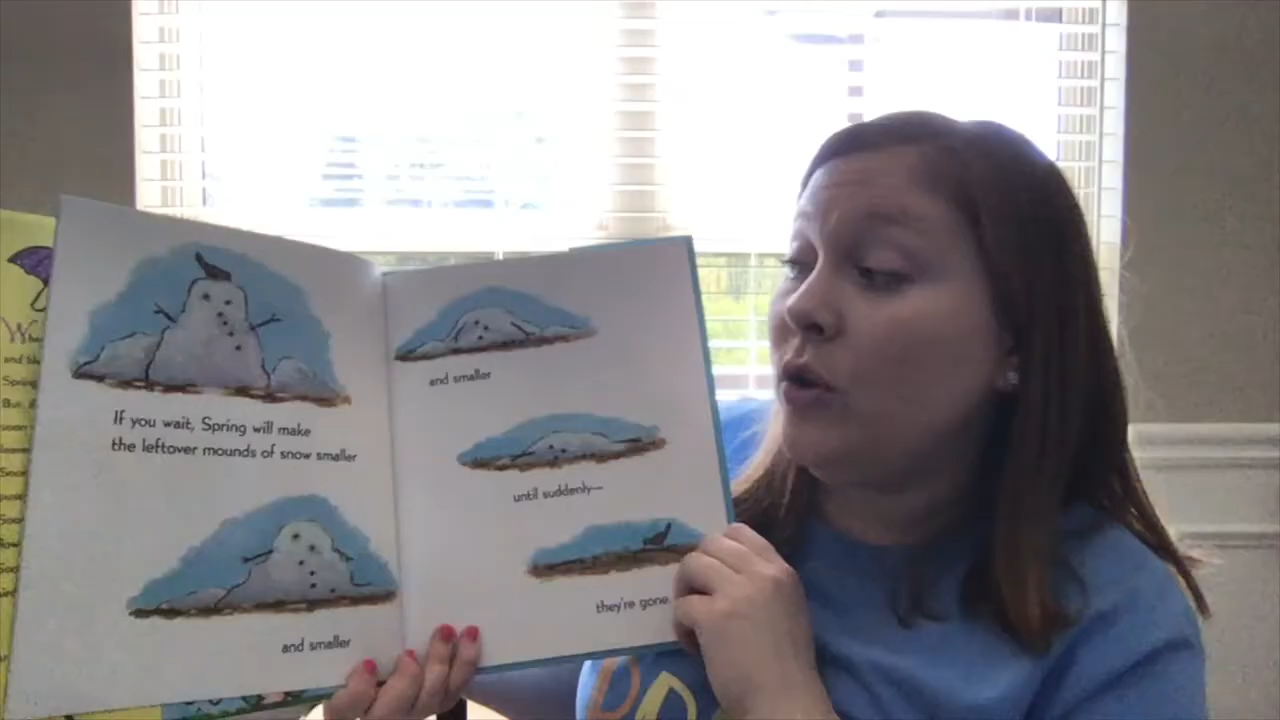 If you wait, Spring will make
the leftover mounds of snow smaller
and smaller
and smaller
until suddenly—
they're gone.